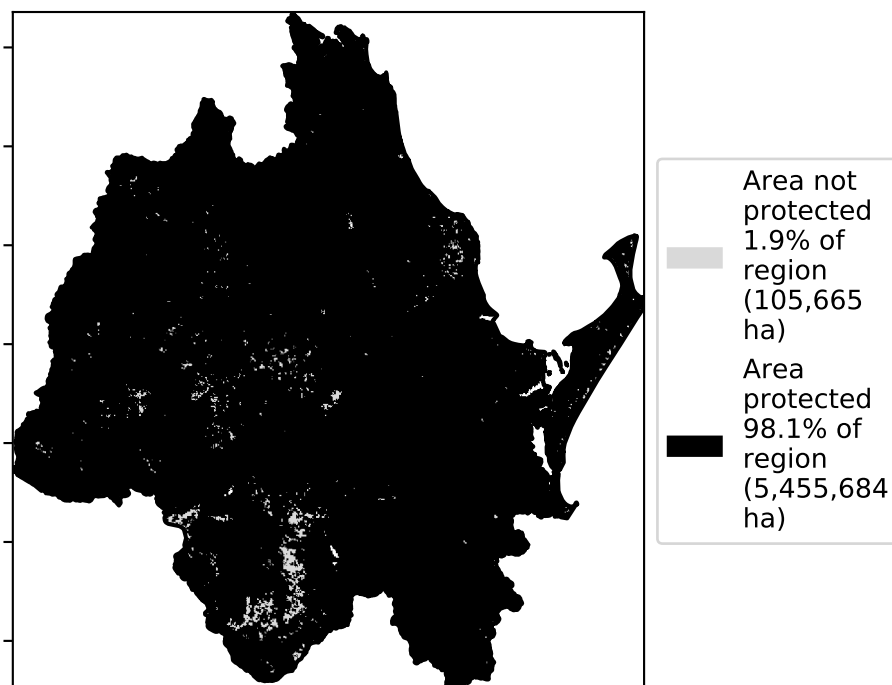 Area not
protected
1.9% of
region
(105,665
ha)
Area
protected
98.1% of
region
(5,455,684
ha)